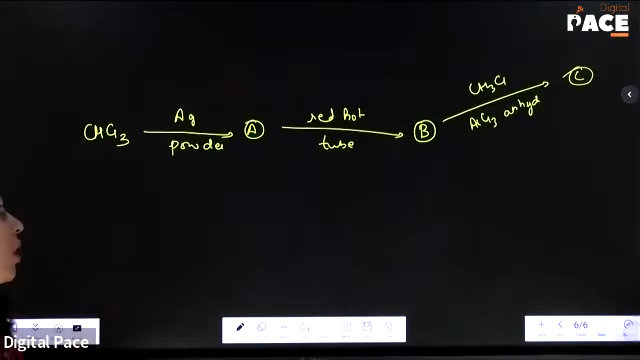 Digital
PACE
CH₃Cl
C
AlCl₃ anhyd
CHCl₃
Ag
powder
A
red hot
tube
B
6/6
Digital Pace